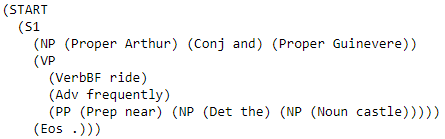 (START
(S1
(NP (Proper Arthur) (Conj and) (Proper Guinevere))
(VP
(VerbBF ride)
(Adv frequently)
(PP (Prep near) (NP (Det the) (NP (Noun castle)))))
(Eos .)))